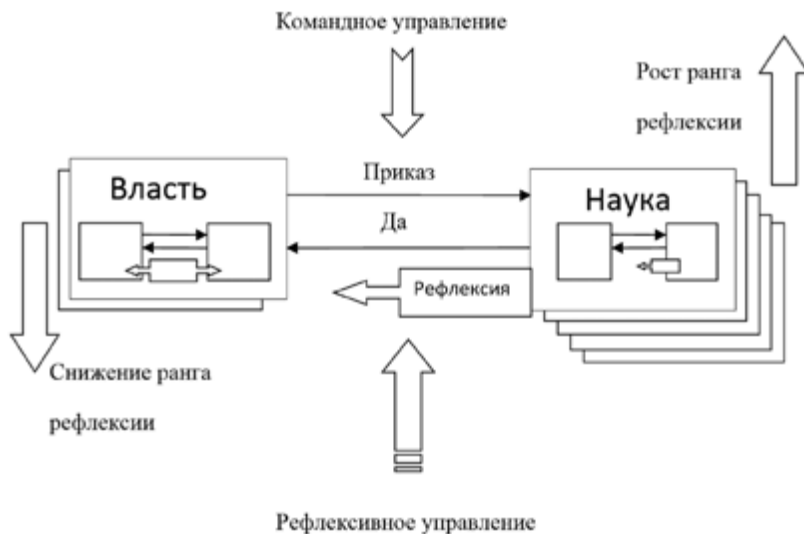 Командное управление
Рост ранга
рефлексии
Власть
Приказ
Наука
Да
Рефлексия
Снижение ранга
рефлексии
Рефлексивное управление